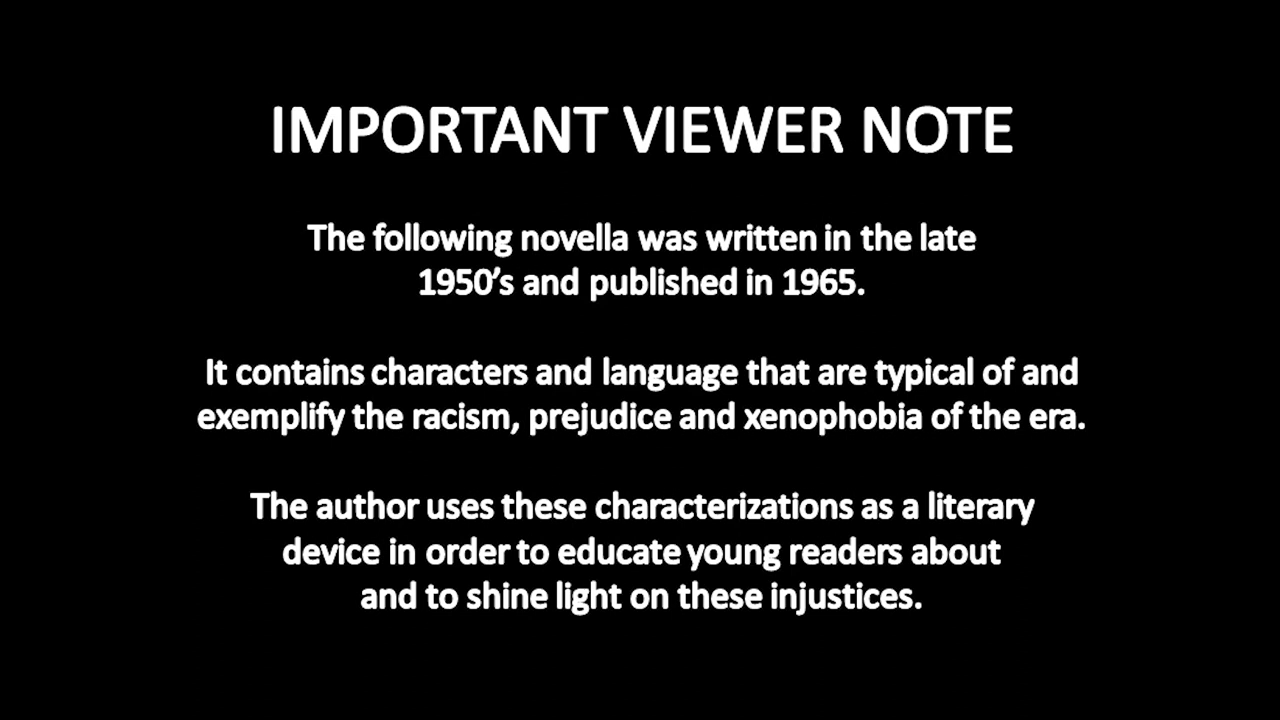 IMPORTANT VIEWER NOTE
The following novella was written in the late
1950's and published in 1965.
It contains characters and language that are typical of and
exemplify the racism, prejudice and xenophobia of the era.
The author uses these characterizations as a literary
device in order to educate young readers about
and to shine light on these injustices.